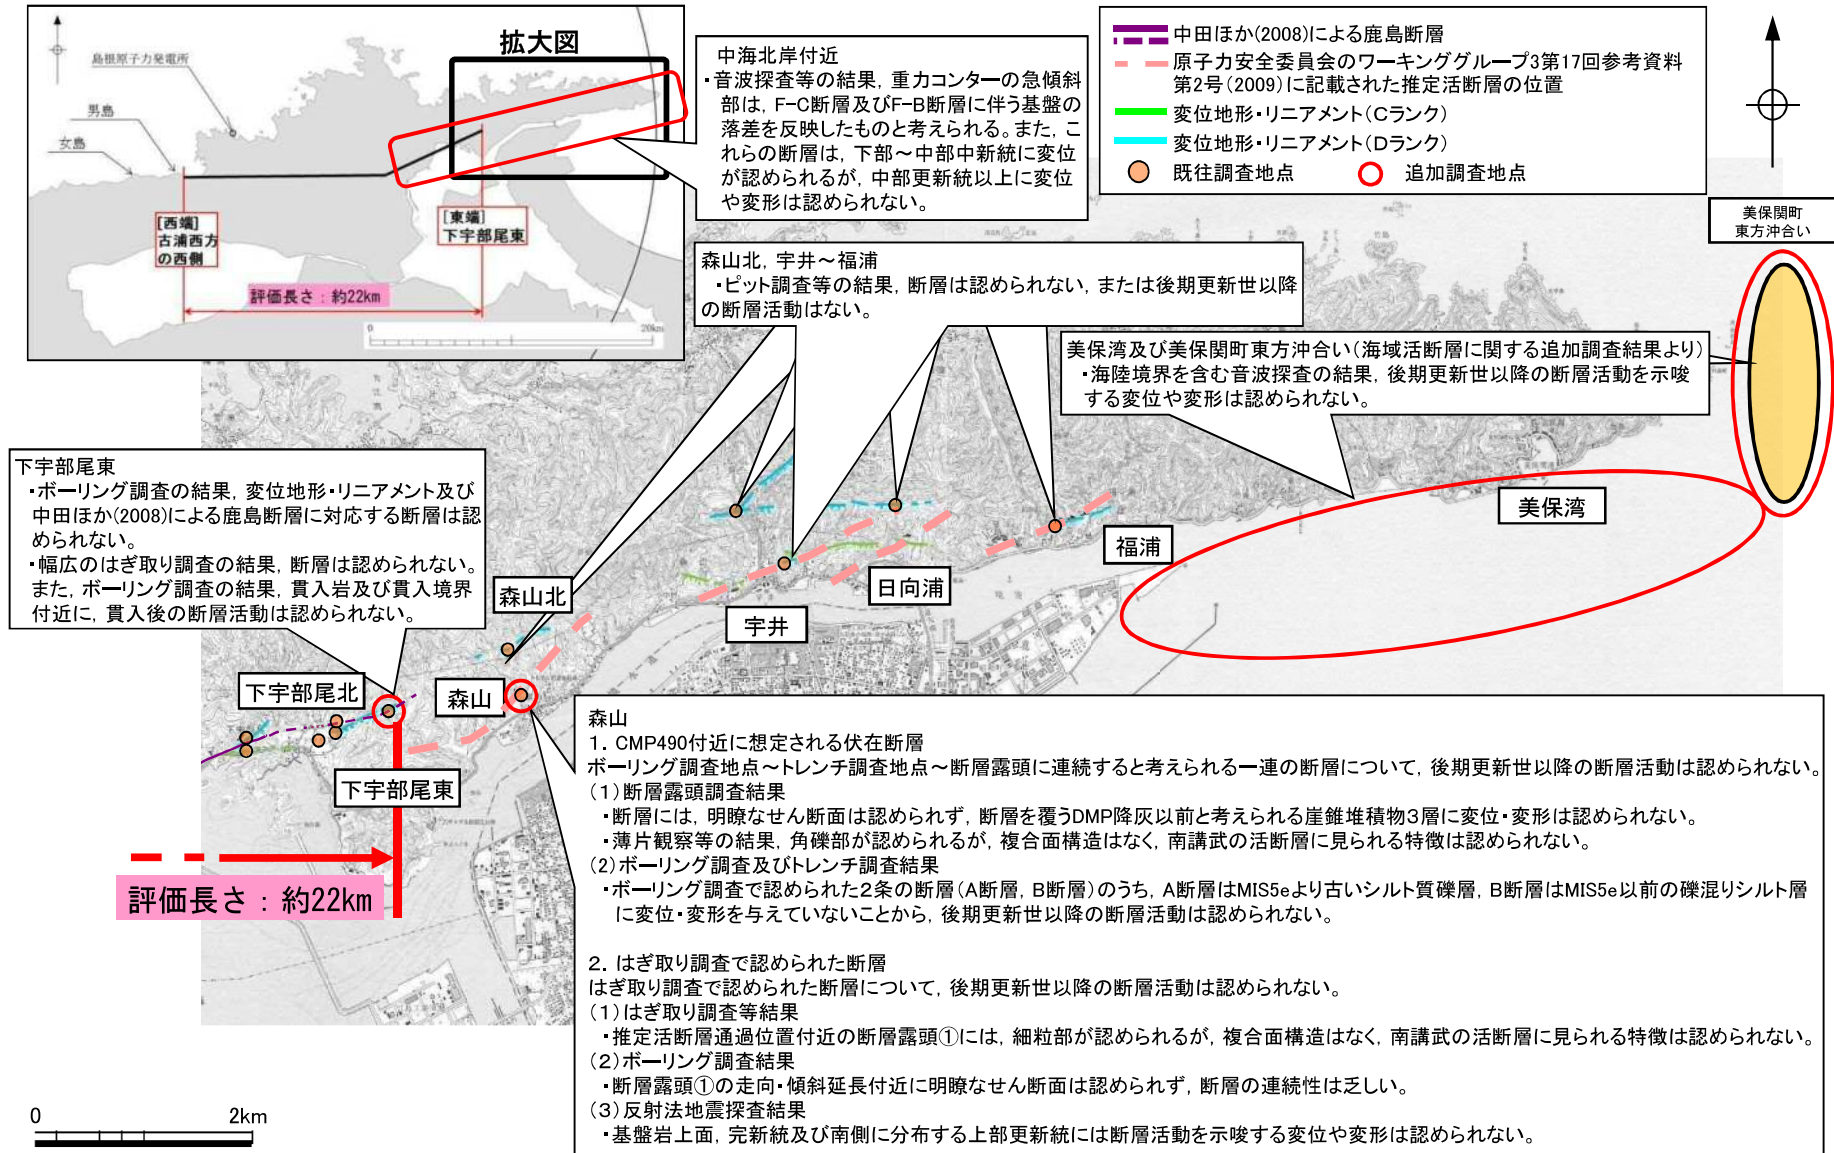 拡大図
島根原子力発電所
男島
女島
[西端]
古浦西方
の西側
[東端]
下宇部尾東
評価長さ：約22km
0
20km
中海北岸付近
・音波探査等の結果，重力コンターの急傾斜
部は，F-C断層及びF-B断層に伴う基盤の
落差を反映したものと考えられる。また，こ
れらの断層は，下部～中部中新統に変位
が認められるが，中部更新統以上に変位
や変形は認められない。
中田ほか(2008)による鹿島断層
原子力安全委員会のワーキンググループ3第17回参考資料
第2号(2009)に記載された推定活断層の位置
変位地形・リニアメント(Cランク)
変位地形・リニアメント(Dランク)
既往調査地点
追加調査地点
美保関町
東方沖合い
森山北，宇井～福浦
・ピット調査等の結果，断層は認められない，または後期更新世以降
の断層活動はない。
美保湾及び美保関町東方沖合い(海域活断層に関する追加調査結果より)
・海陸境界を含む音波探査の結果，後期更新世以降の断層活動を示唆
する変位や変形は認められない。
下宇部尾東
・ボーリング調査の結果，変位地形・リニアメント及び
中田ほか(2008)による鹿島断層に対応する断層は認
められない。
・幅広のはぎ取り調査の結果，断層は認められない。
また，ボーリング調査の結果，貫入岩及び貫入境界
付近に，貫入後の断層活動は認められない。
美保湾
福浦
日向浦
宇井
森山北
森山
下宇部尾北
下宇部尾東
評価長さ：約22km
森山
1．CMP490付近に想定される伏在断層
ボーリング調査地点～トレンチ調査地点～断層露頭に連続すると考えられる一連の断層について，後期更新世以降の断層活動は認められない。
(1)断層露頭調査結果
・断層には，明瞭なせん断面は認められず，断層を覆うDMP降灰以前と考えられる崖錐堆積物3層に変位・変形は認められない。
・薄片観察等の結果，角礫部が認められるが，複合面構造はなく，南講武の活断層に見られる特徴は認められない。
(2)ボーリング調査及びトレンチ調査結果
・ボーリング調査で認められた2条の断層(A断層，B断層)のうち，A断層はMIS5eより古いシルト質礫層，B断層はMIS5e以前の礫混りシルト層
に変位・変形を与えていないことから，後期更新世以降の断層活動は認められない。
2．はぎ取り調査で認められた断層
はぎ取り調査で認められた断層について，後期更新世以降の断層活動は認められない。
(1)はぎ取り調査等結果
・推定活断層通過位置付近の断層露頭①には，細粒部が認められるが，複合面構造はなく，南講武の活断層に見られる特徴は認められない。
(2)ボーリング調査結果
・断層露頭①の走向・傾斜延長付近に明瞭なせん断面は認められず，断層の連続性は乏しい。
(3)反射法地震探査結果
・基盤岩上面，完新統及び南側に分布する上部更新統には断層活動を示唆する変位や変形は認められない。
0
2km